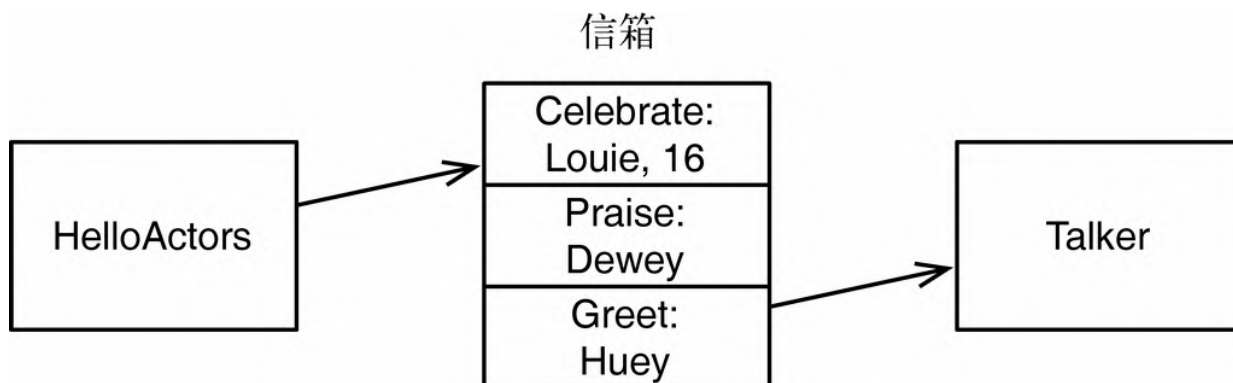 信箱
Celebrate:
Louie, 16
HelloActors
Praise:
Dewey
Talker
Greet:
Huey